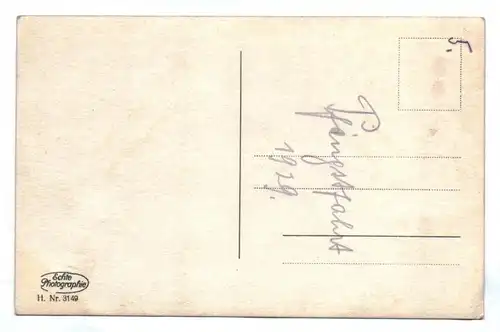 Pfingstfahrt
1929.
5.
Echte
Photographie
H. Nr. 3149